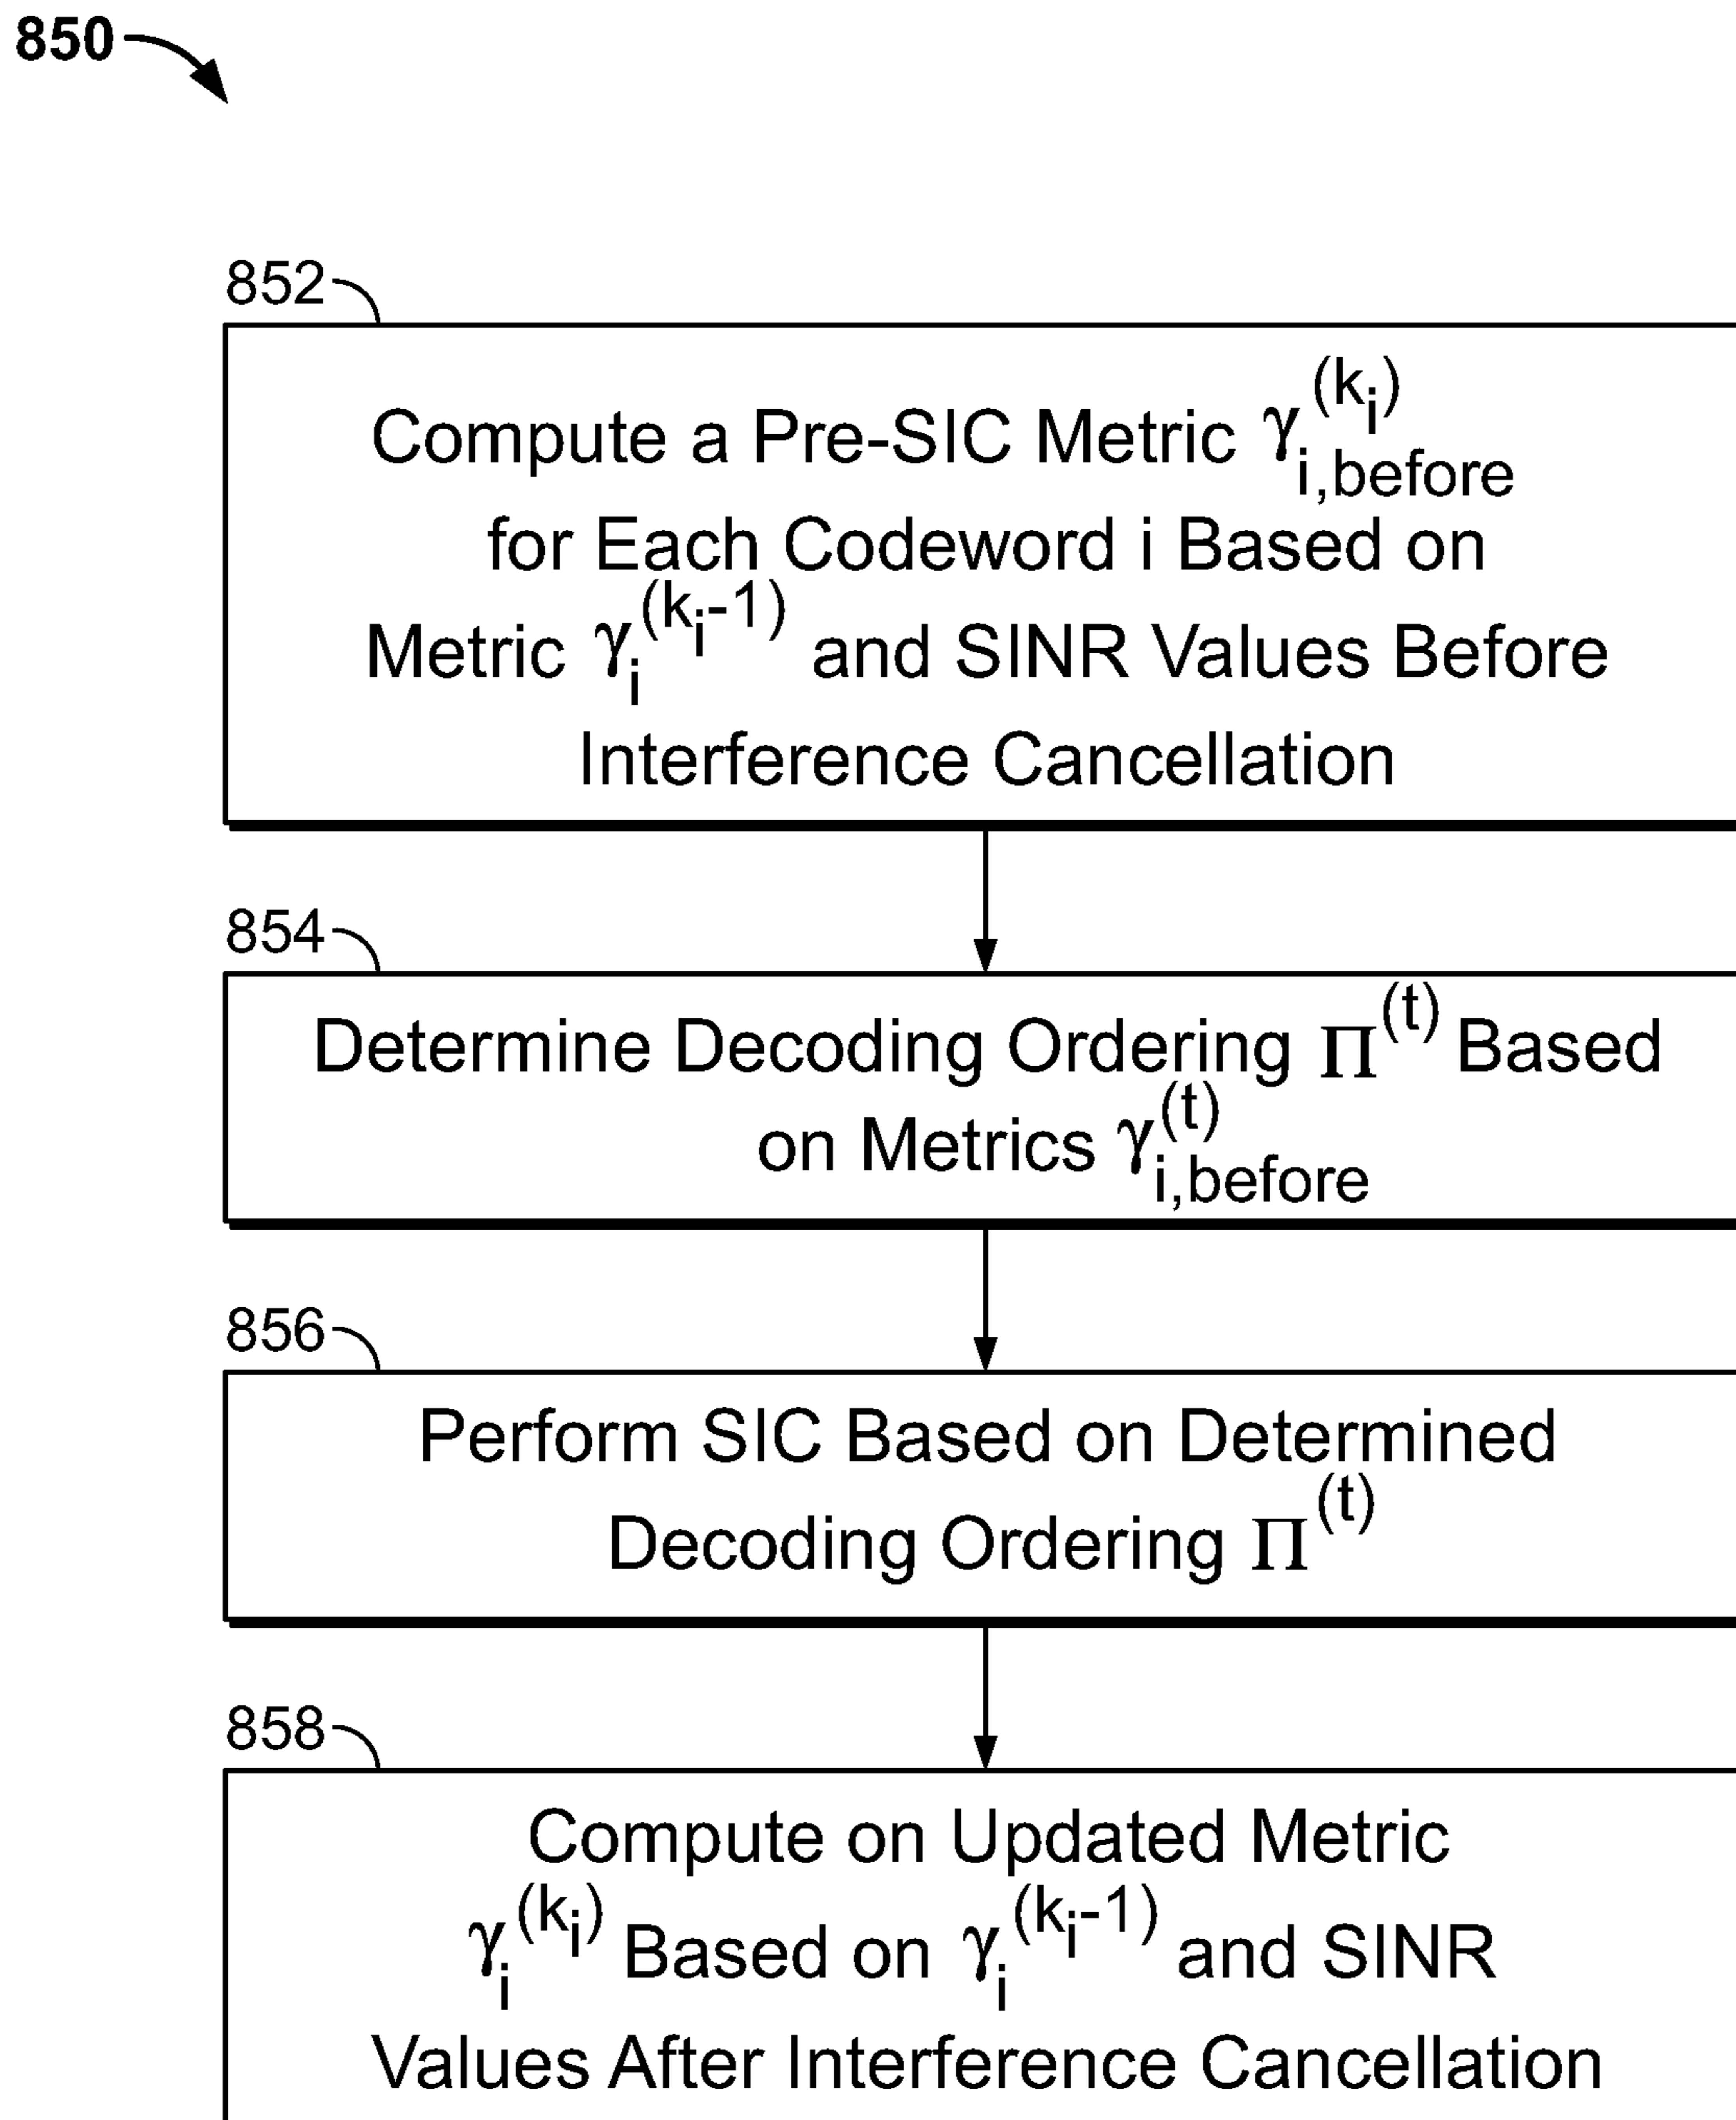 850
852
Compute a Pre-SIC Metric γ_{i,before}^{(k_i)}
for Each Codeword i Based on
Metric γ_i^{(k_i-1)} and SINR Values Before
Interference Cancellation
854
Determine Decoding Ordering Π^{(t)} Based
on Metrics γ_{i,before}^{(t)}
856
Perform SIC Based on Determined
Decoding Ordering Π^{(t)}
858
Compute on Updated Metric
γ_i^{(k_i)} Based on γ_i^{(k_i-1)} and SINR
Values After Interference Cancellation